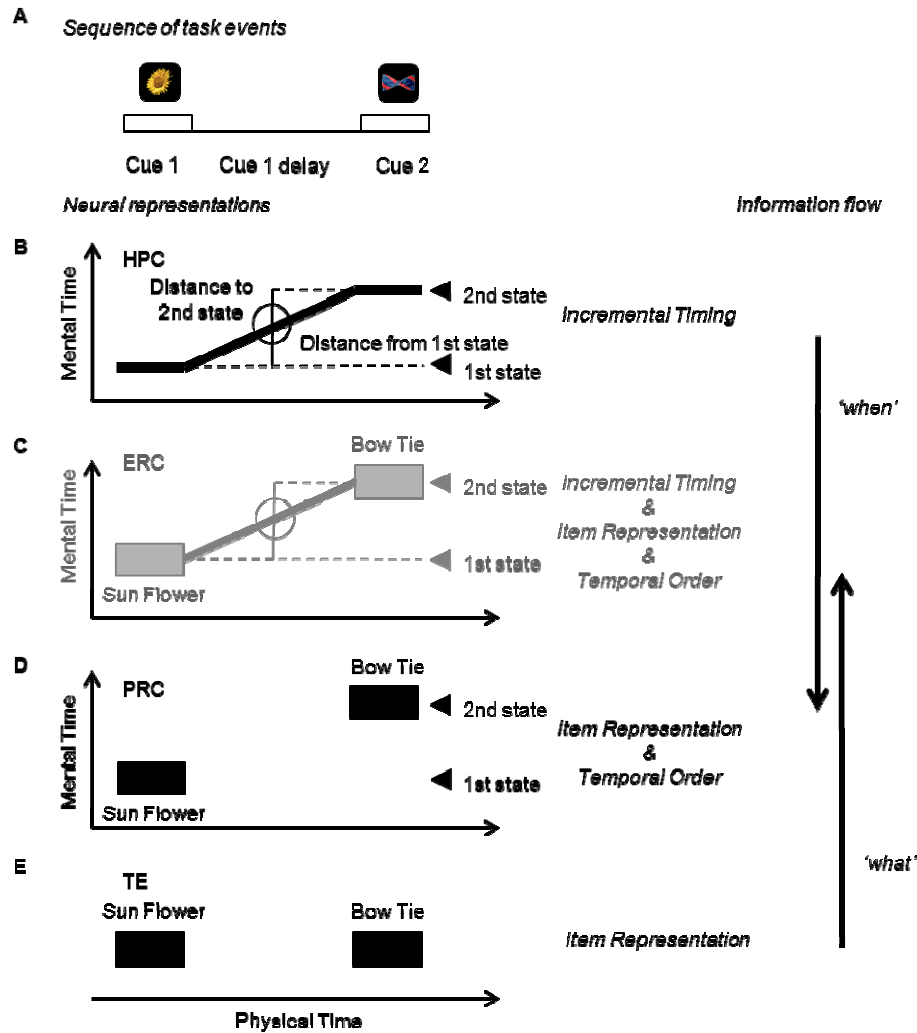 A
Sequence of task events
Cue 1
Cue 1 delay
Cue 2
Neural representations
Information flow
B
HPC
Mental Time
Distance to
2nd state
Distance from 1st state
2nd state
1st state
Incremental Timing
'when'
C
ERC
Mental Time
Bow Tie
Sun Flower
2nd state
1st state
Incremental Timing
&
Item Representation
&
Temporal Order
D
PRC
Mental Time
Bow Tie
Sun Flower
2nd state
1st state
Item Representation
&
Temporal Order
'what'
E
TE
Sun Flower
Bow Tie
Item Representation
Physical Time